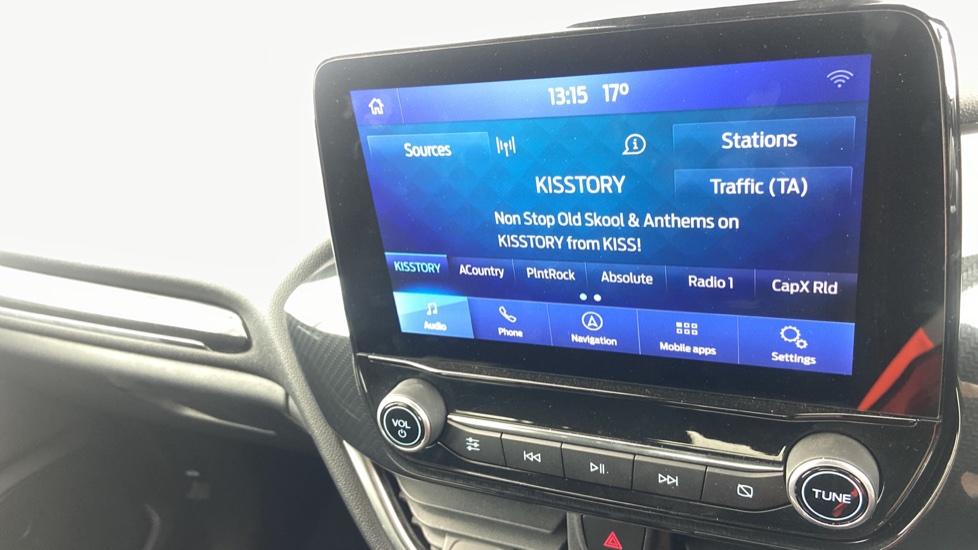 13:15 17°
Sources
Stations
KISSTORY
Traffic (TA)
Non Stop Old Skool & Anthems on
KISSTORY from KISS!
KISSTORY ACountry PlntRock Absolute Radio 1 CapX Rld
Audio Phone Navigation Mobile apps Settings
VOL
TUNE